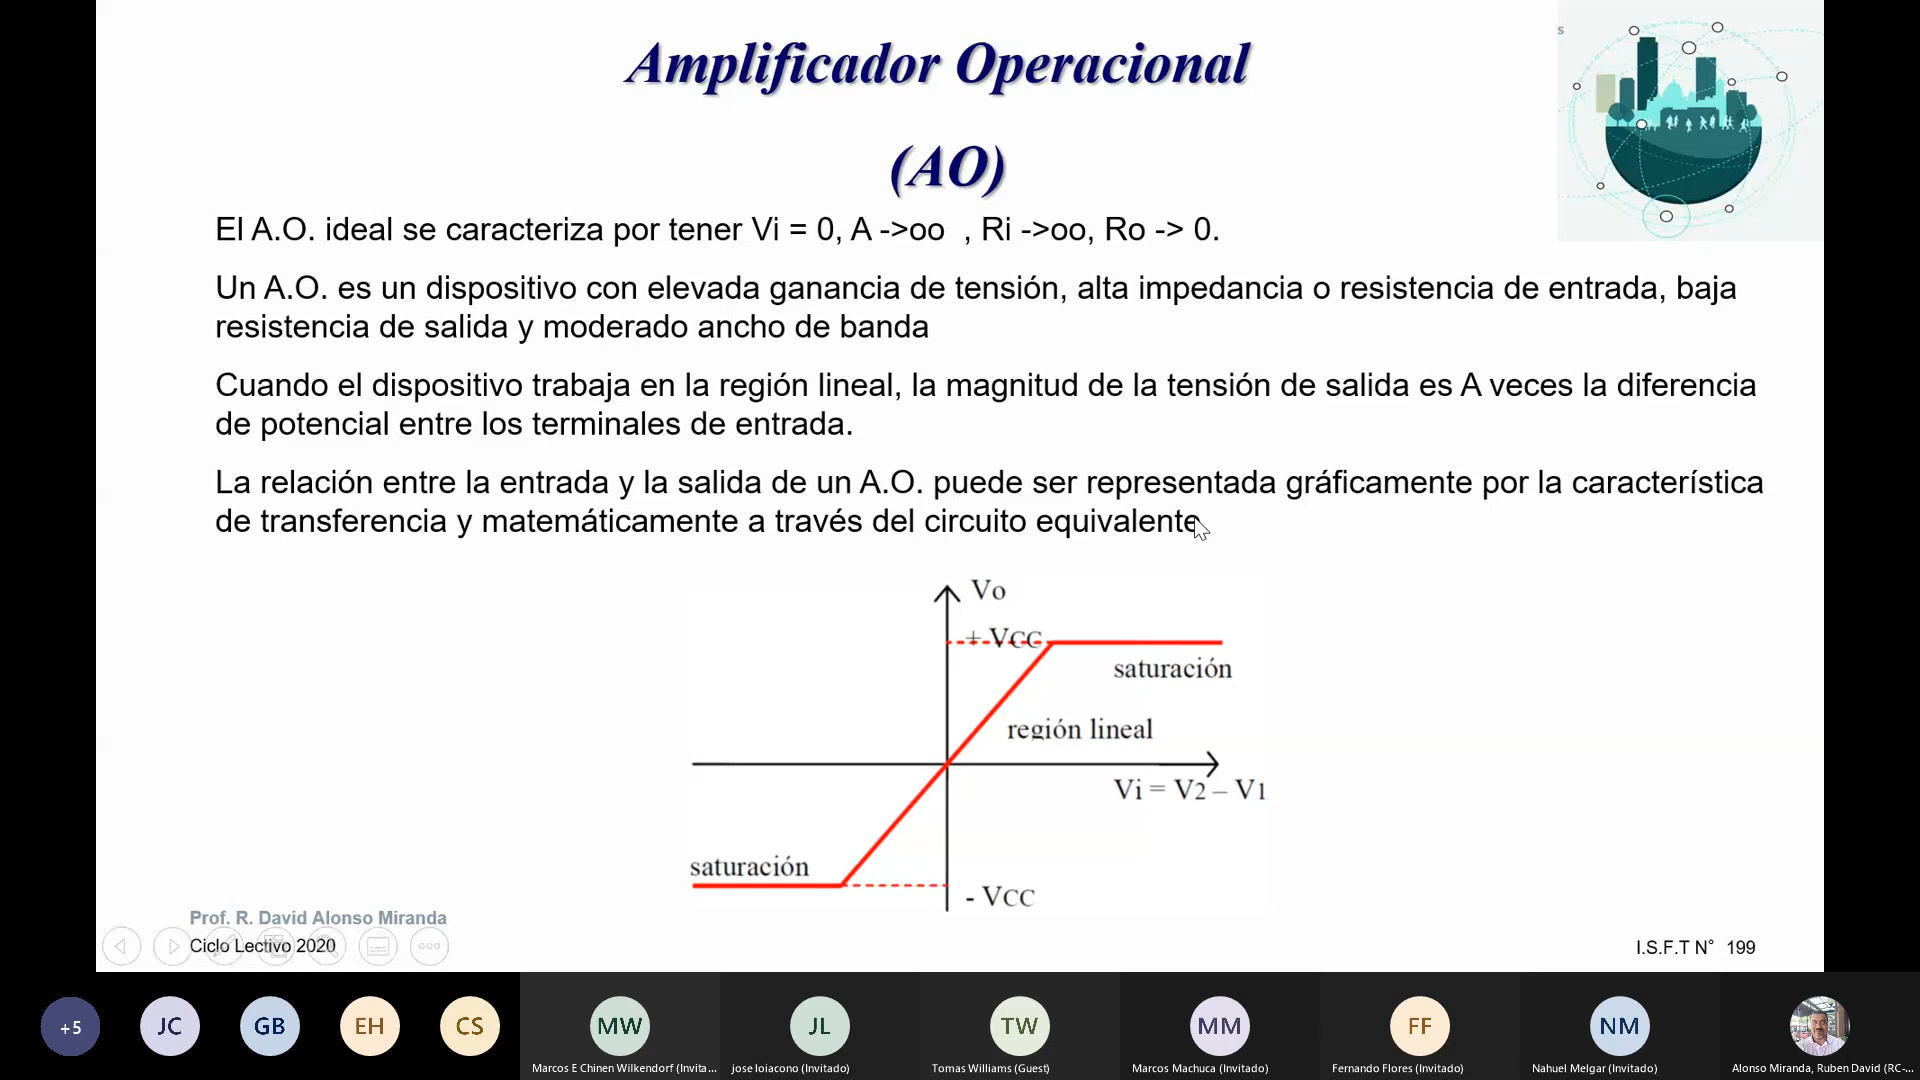 Amplificador Operacional
(AO)
s
El A.O. ideal se caracteriza por tener Vi = 0, A ->oo , Ri ->oo, Ro -> 0.
Un A.O. es un dispositivo con elevada ganancia de tensión, alta impedancia o resistencia de entrada, baja
resistencia de salida y moderado ancho de banda
Cuando el dispositivo trabaja en la región lineal, la magnitud de la tensión de salida es A veces la diferencia
de potencial entre los terminales de entrada.
La relación entre la entrada y la salida de un A.O. puede ser representada gráficamente por la característica
de transferencia y matemáticamente a través del circuito equivalente
Vo
+ VCC
saturación
región lineal
Vi = V2 – V1
saturación
- VCC
Prof. R. David Alonso Miranda
Ciclo Lectivo 2020
I.S.F.T N° 199
+5
JC
GB
EH
CS
MW
JL
TW
MM
FF
NM
Marcos E Chinen Wilkendorf (Invita...
jose loiacono (Invitado)
Tomas Williams (Guest)
Marcos Machuca (Invitado)
Fernando Flores (Invitado)
Nahuel Melgar (Invitado)
Alonso Miranda, Ruben David (RC-...